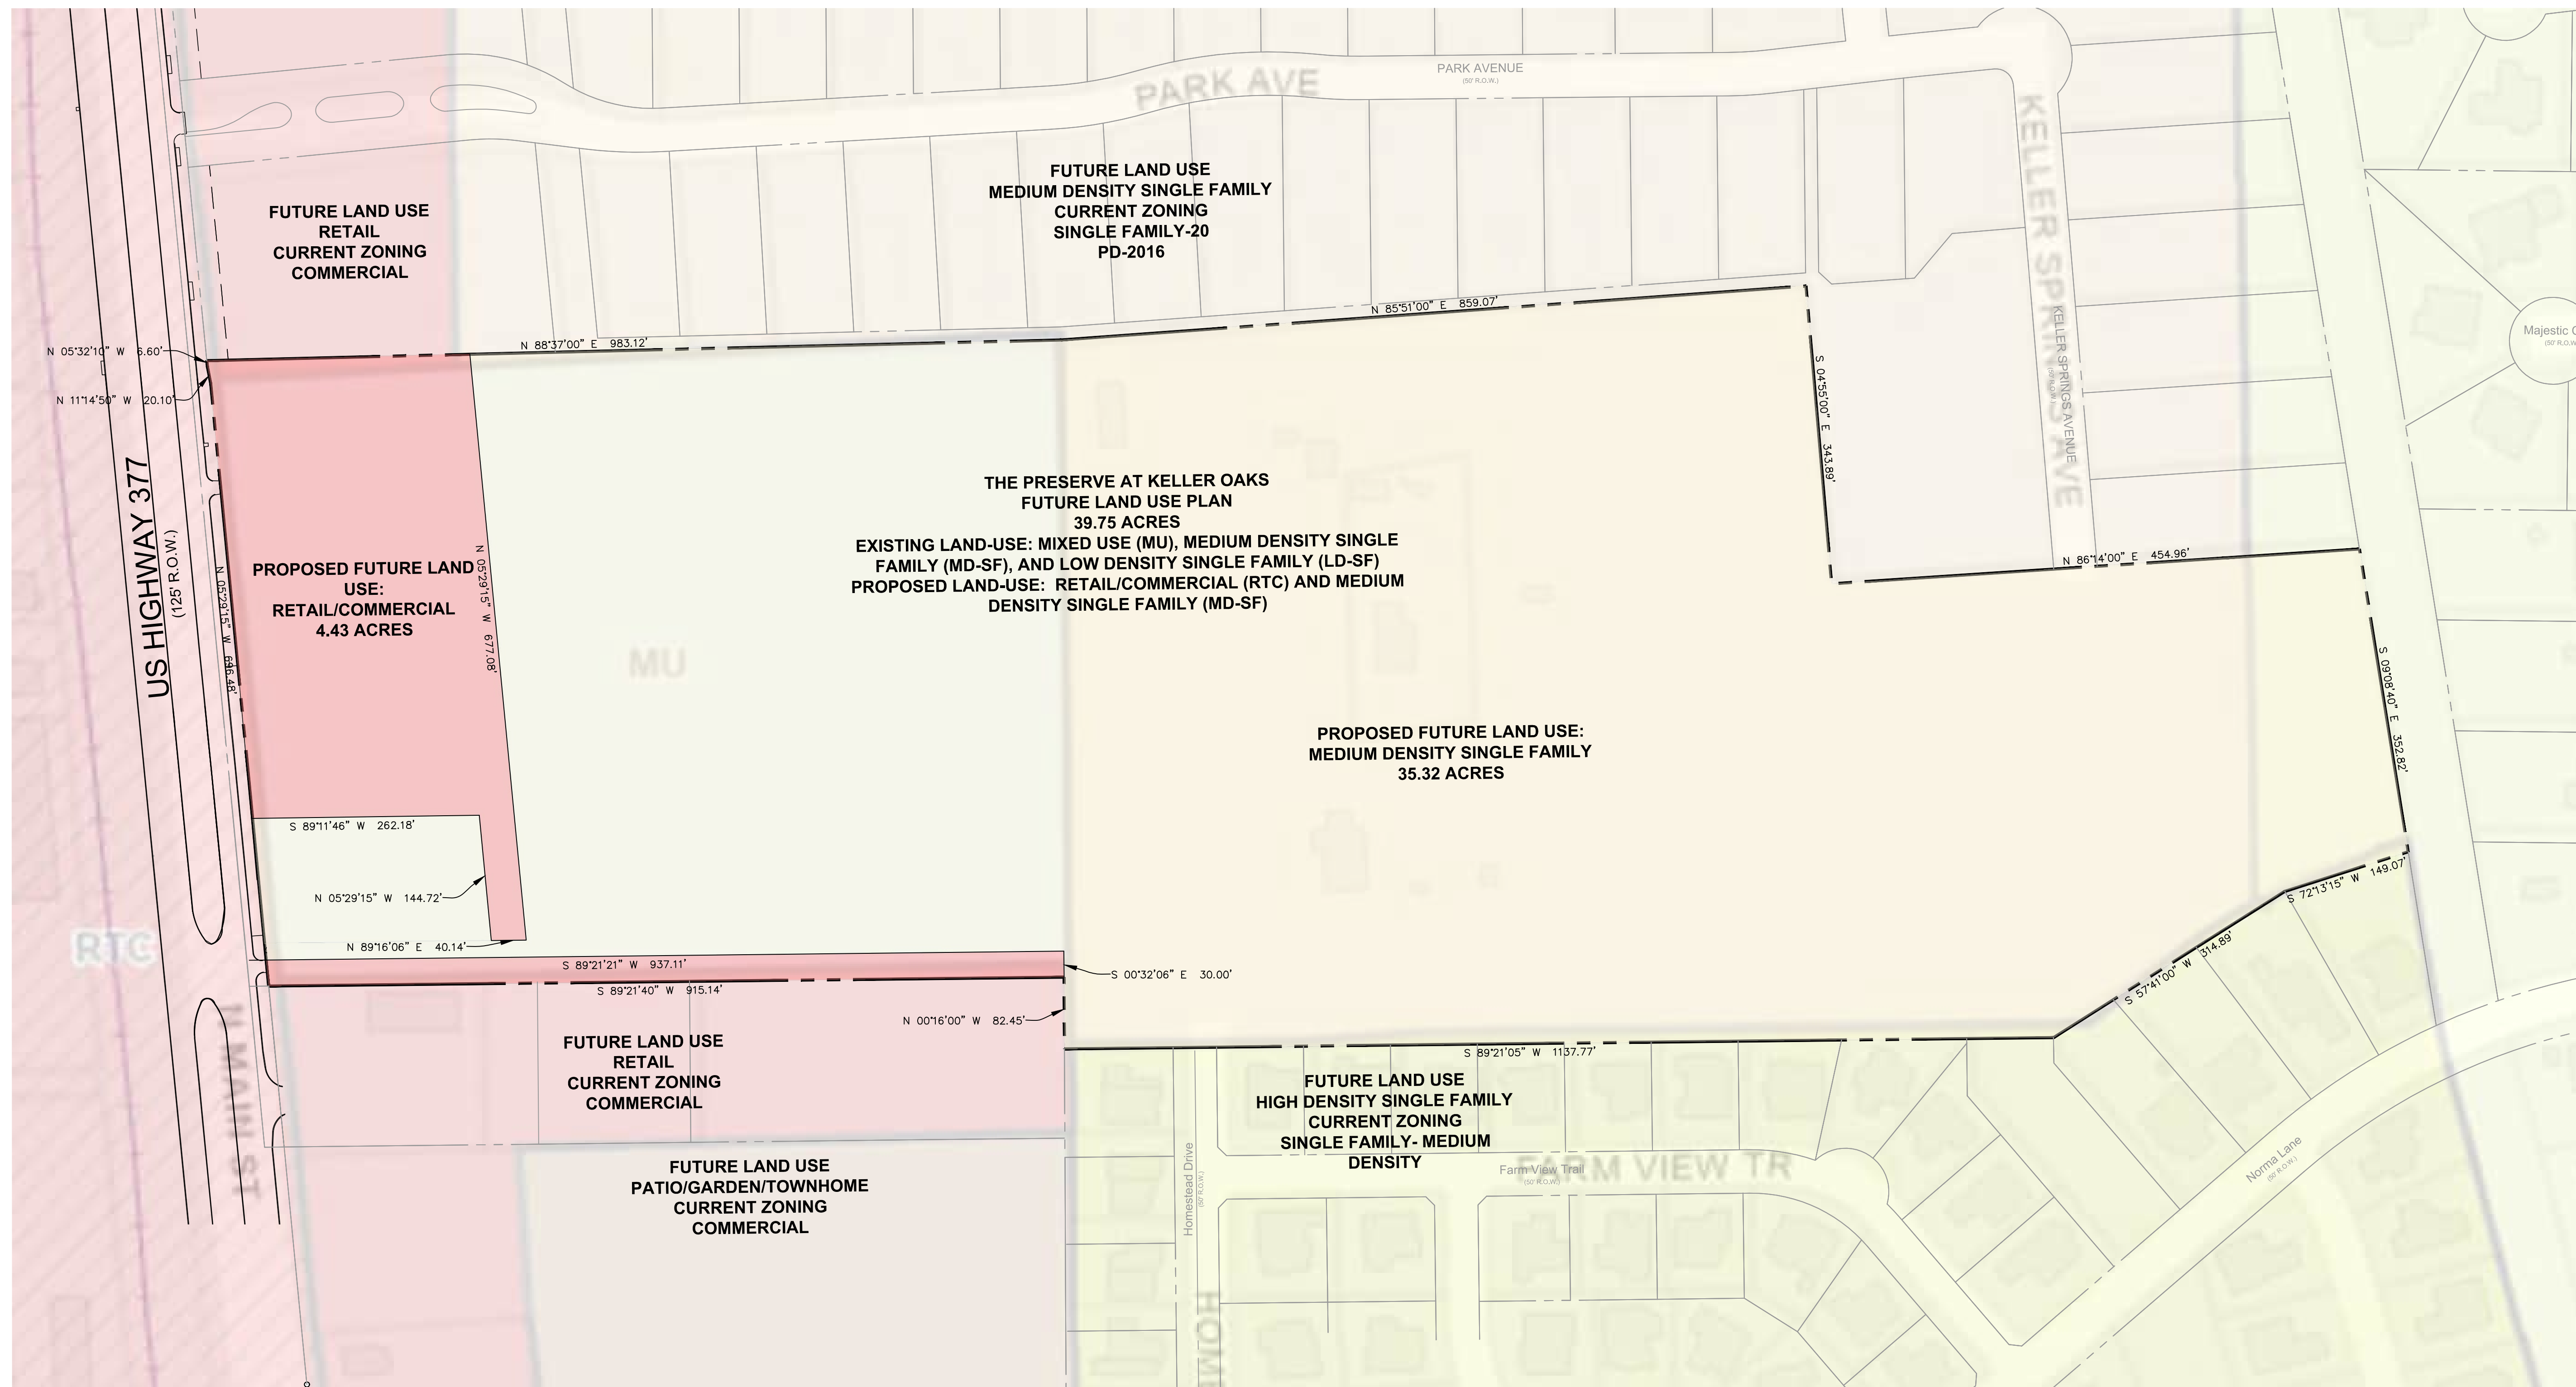 PARK AVE
PARK AVENUE
(50' R.O.W.)
KELLER SPRINGS AVE
KELLER SPRINGS AVENUE
(50' R.O.W.)
FUTURE LAND USE
RETAIL
CURRENT ZONING
COMMERCIAL
FUTURE LAND USE
MEDIUM DENSITY SINGLE FAMILY
CURRENT ZONING
SINGLE FAMILY-20
PD-2016
N 05°32'10" W 6.60'
N 11°14'50" W 20.10'
N 88°37'00" E 983.12'
N 85°51'00" E 859.07'
S 04°55'00" E 343.89'
N 86°14'00" E 454.96'
S 09°08'40" E 352.82'
S 72°13'15" W 149.07'
S 57°41'00" W 314.89'
US HIGHWAY 377
(125' R.O.W.)
N 05°29'15" W 696.48'
PROPOSED FUTURE LAND
USE:
RETAIL/COMMERCIAL
4.43 ACRES
N 05°29'15" W 677.08'
THE PRESERVE AT KELLER OAKS
FUTURE LAND USE PLAN
39.75 ACRES
EXISTING LAND-USE: MIXED USE (MU), MEDIUM DENSITY SINGLE
FAMILY (MD-SF), AND LOW DENSITY SINGLE FAMILY (LD-SF)
PROPOSED LAND-USE: RETAIL/COMMERCIAL (RTC) AND MEDIUM
DENSITY SINGLE FAMILY (MD-SF)
MU
PROPOSED FUTURE LAND USE:
MEDIUM DENSITY SINGLE FAMILY
35.32 ACRES
S 89°11'46" W 262.18'
N 05°29'15" W 144.72'
N 89°16'06" E 40.14'
RTC
S 89°21'21" W 937.11'
S 00°32'06" E 30.00'
S 89°21'40" W 915.14'
N 00°16'00" W 82.45'
S 89°21'05" W 1137.77'
N MAIN ST
FUTURE LAND USE
RETAIL
CURRENT ZONING
COMMERCIAL
FUTURE LAND USE
HIGH DENSITY SINGLE FAMILY
CURRENT ZONING
SINGLE FAMILY- MEDIUM
DENSITY
FUTURE LAND USE
PATIO/GARDEN/TOWNHOME
CURRENT ZONING
COMMERCIAL
Homestead Drive
(50' R.O.W.)
HOME
Farm View Trail
(50' R.O.W.)
FARM VIEW TR
Norma Lane
(50' R.O.W.)
Majestic C
(50' R.O.W